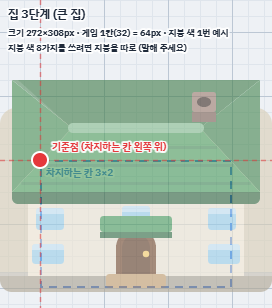 집 3단계 (큰 집)
크기 272×308px · 게임 1칸(32) = 64px · 지붕 색 1번 예시
지붕 색 8가지를 쓰려면 지붕을 따로 (말해 주세요)
기준점 (차지하는 칸 왼쪽 위)
차지하는 칸 3×2